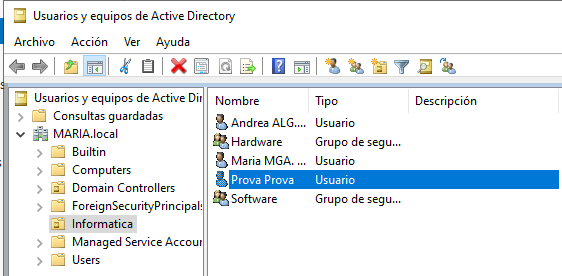 Usuarios y equipos de Active Directory
Archivo Acción Ver Ayuda
Usuarios y equipos de Active Directory
Consultas guardadas
MARIA.local
Builtin
Computers
Domain Controllers
ForeignSecurityPrincipals
Informatica
Managed Service Accour
Users
Nombre Tipo Descripción
Andrea ALG.... Usuario
Hardware Grupo de segu...
Maria MGA. ... Usuario
Prova Prova Usuario
Software Grupo de segu...